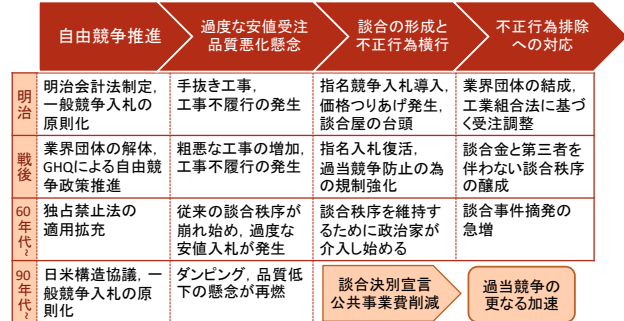 自由競争推進
過度な安値受注
品質悪化懸念
談合の形成と
不正行為横行
不正行為排除
への対応
明治
明治会計法制定,
一般競争入札の
原則化
手抜き工事,
工事不履行の発生
指名競争入札導入,
価格つりあげ発生,
談合屋の台頭
業界団体の結成,
工業組合法に基づ
く受注調整
戦後
業界団体の解体,
GHQによる自由競
争政策推進
粗悪な工事の増加,
工事不履行の発生
指名入札復活,
過当競争防止の為
の規制強化
談合金と第三者を
伴わない談合秩序
の醸成
60年代~
独占禁止法の
適用拡充
従来の談合秩序が
崩れ始め,過度な
安値入札が発生
談合秩序を維持す
るために政治家が
介入し始める
談合事件摘発の
急増
90年代~
日米構造協議,一
般競争入札の原
則化
ダンピング,品質低
下の懸念が再燃
談合決別宣言
公共事業費削減
過当競争の
更なる加速